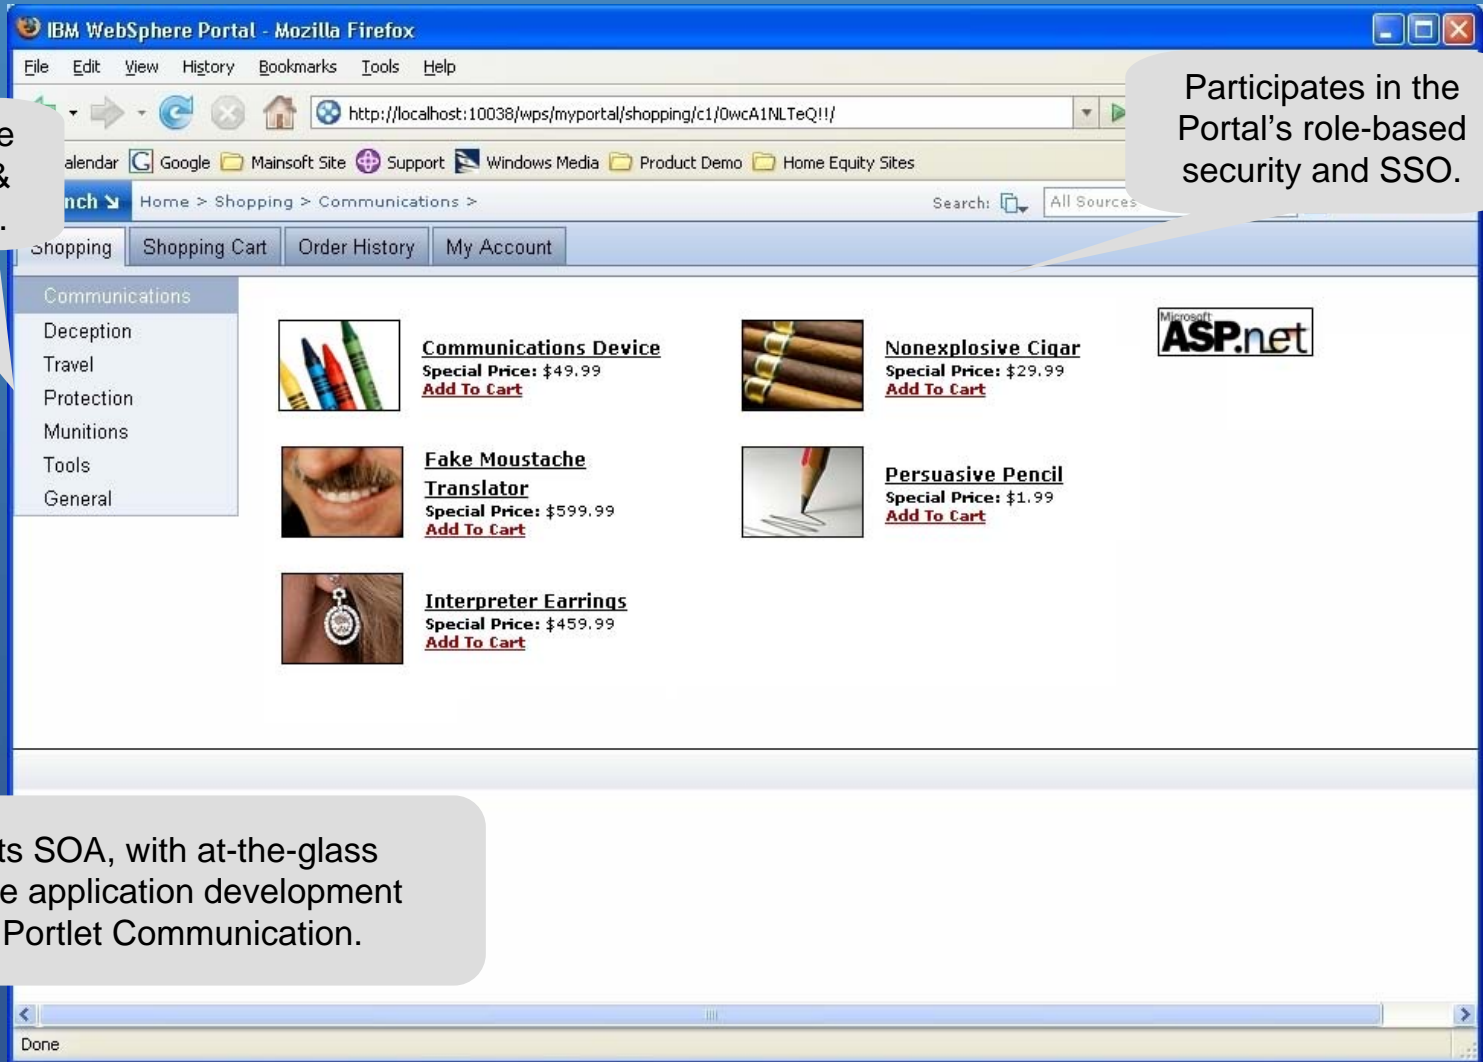 IBM WebSphere Portal - Mozilla Firefox
File Edit View History Bookmarks Tools Help
Participates in the
Portal's role-based
security and SSO.
http://localhost:10038/wps/myportal/shopping/c1/0wcA1NLTeQ!!/
e
&
.
alendar Google Mainsoft Site Support Windows Media Product Demo Home Equity Sites
nch Home > Shopping > Communications > Search: All Sources
Shopping Shopping Cart Order History My Account
Communications
Deception
Travel
Protection
Munitions
Tools
General
Communications Device
Special Price: $49.99
Add To Cart
Nonexplosive Cigar
Special Price: $29.99
Add To Cart
Microsoft
ASP.net
Fake Moustache
Translator
Special Price: $599.99
Add To Cart
Persuasive Pencil
Special Price: $1.99
Add To Cart
Interpreter Earrings
Special Price: $459.99
Add To Cart
ts SOA, with at-the-glass
e application development
Portlet Communication.
Done